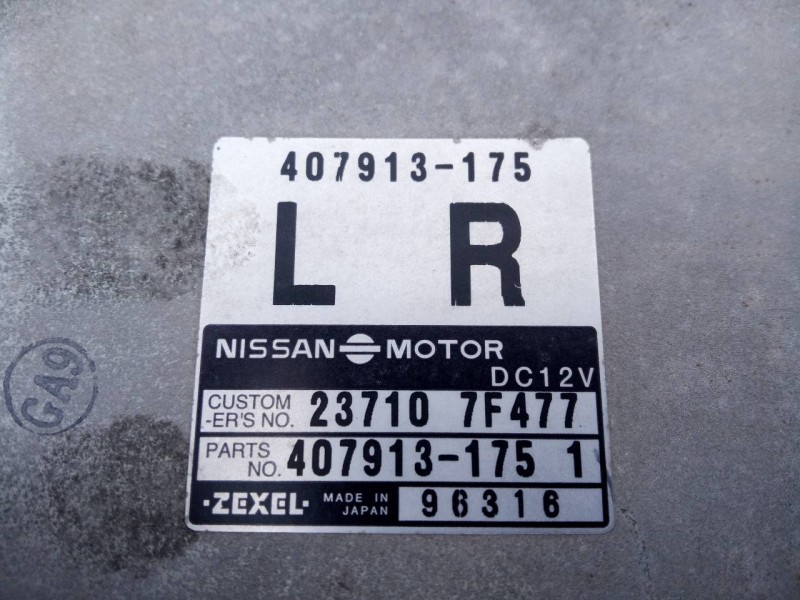 407913-175
L R
NISSAN MOTOR
DC12V
CUSTOM
-ER'S NO. 23710 7F477
PARTS
NO. 407913-175 1
·ZEXEL· MADE IN
JAPAN 96316
GA9